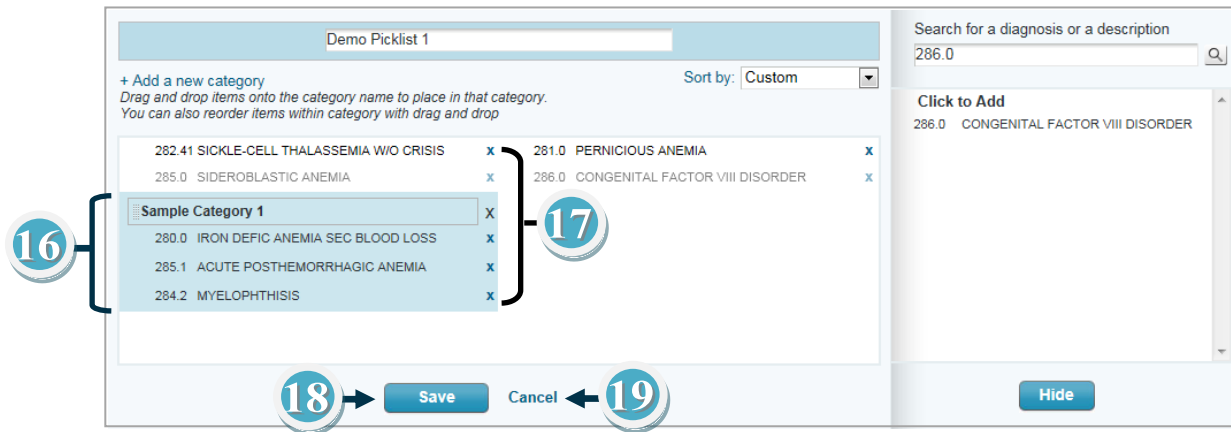 Demo Picklist 1
+ Add a new category
Sort by: Custom
Drag and drop items onto the category name to place in that category.
You can also reorder items within category with drag and drop
282.41 SICKLE-CELL THALASSEMIA W/O CRISIS x
285.0 SIDEROBLASTIC ANEMIA x
Sample Category 1 X
280.0 IRON DEFIC ANEMIA SEC BLOOD LOSS x
285.1 ACUTE POSTHEMORRHAGIC ANEMIA x
284.2 MYELOPHTHISIS x
16
17
281.0 PERNICIOUS ANEMIA x
286.0 CONGENITAL FACTOR VIII DISORDER x
18
Save
Cancel
19
Search for a diagnosis or a description
286.0
Click to Add
286.0 CONGENITAL FACTOR VIII DISORDER
Hide